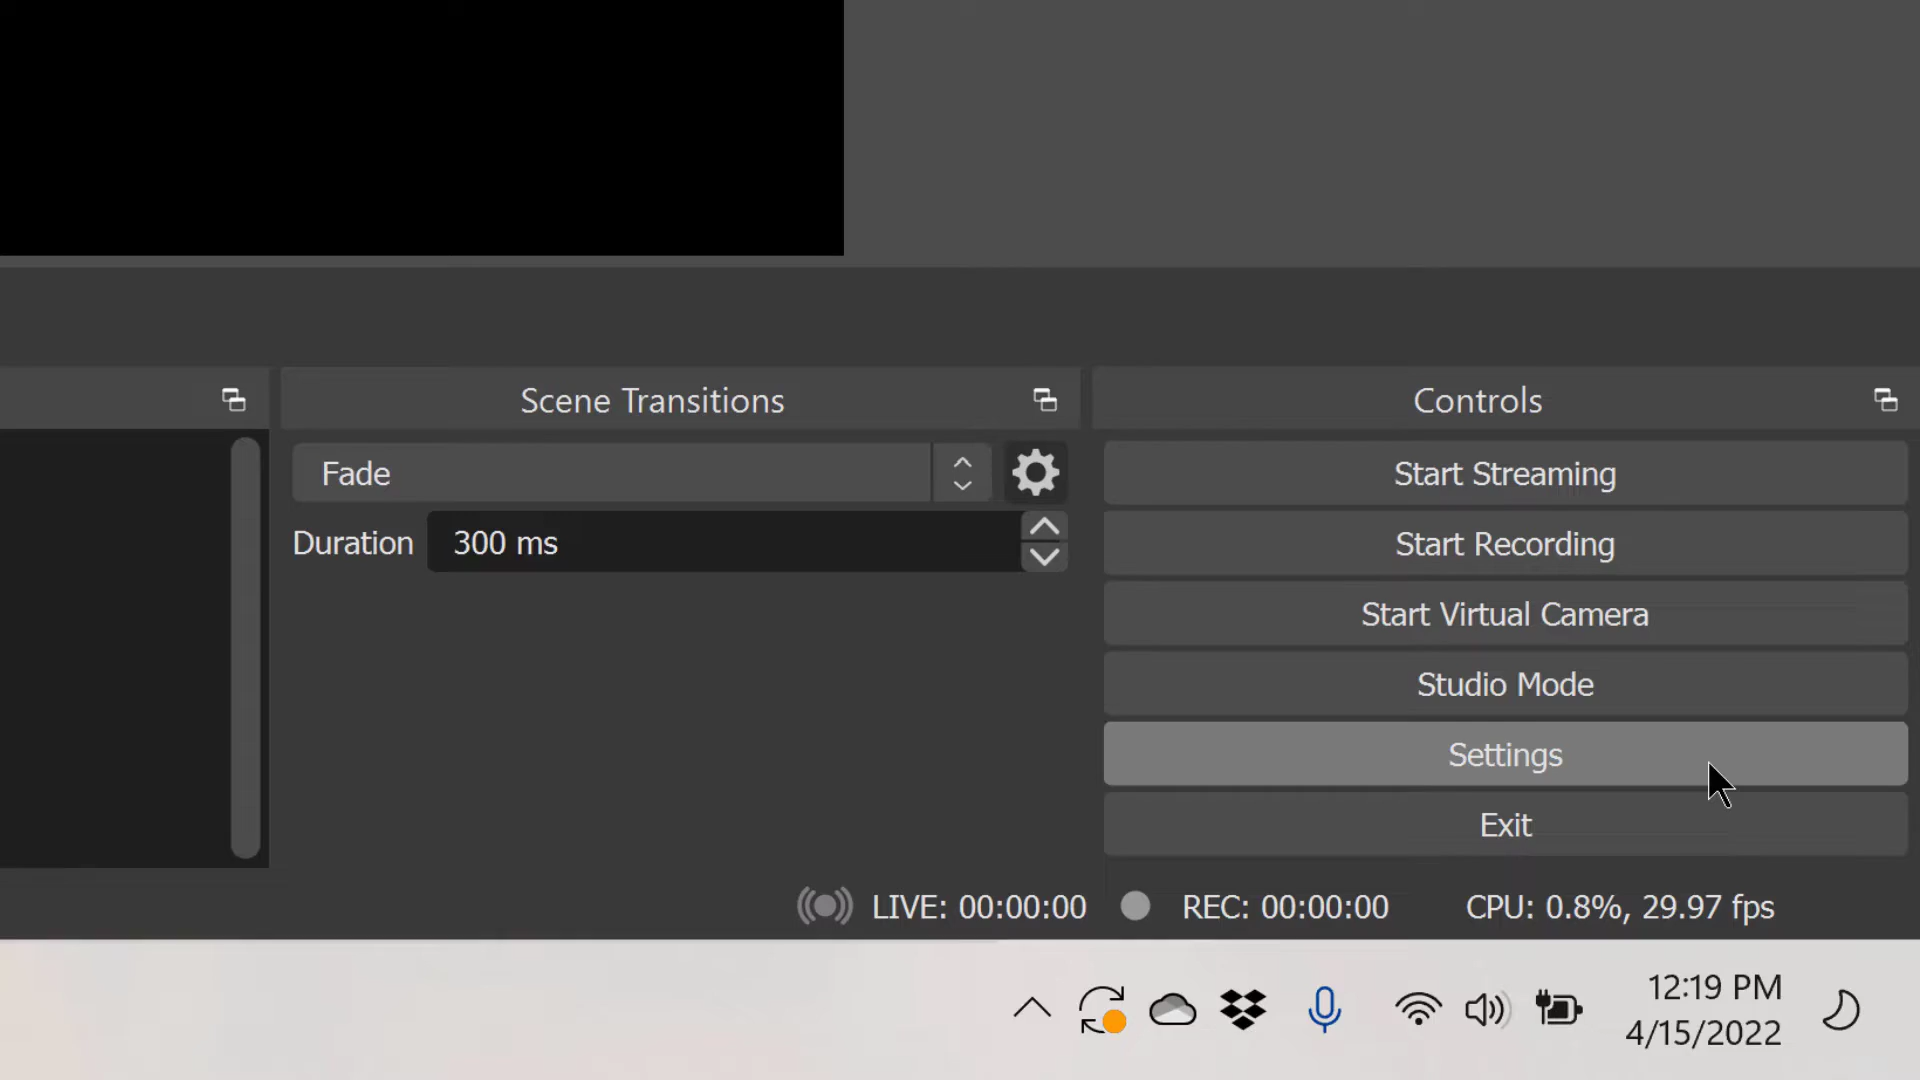 Scene Transitions
Controls
Fade
Duration 300 ms
Start Streaming
Start Recording
Start Virtual Camera
Studio Mode
Settings
Exit
LIVE: 00:00:00 REC: 00:00:00 CPU: 0.8%, 29.97 fps
12:19 PM
4/15/2022